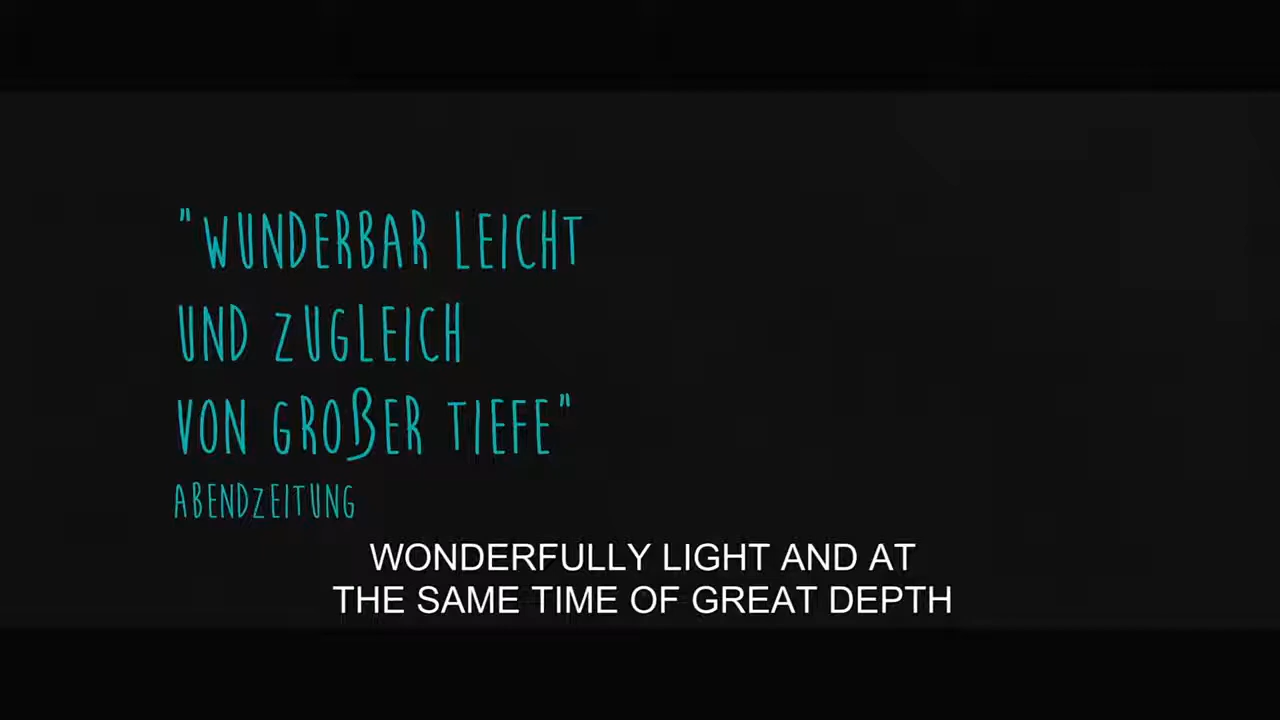 "WUNDERBAR LEICHT
UND ZUGLEICH
VON GROßER TIEFE"
ABENDZEITUNG
WONDERFULLY LIGHT AND AT
THE SAME TIME OF GREAT DEPTH